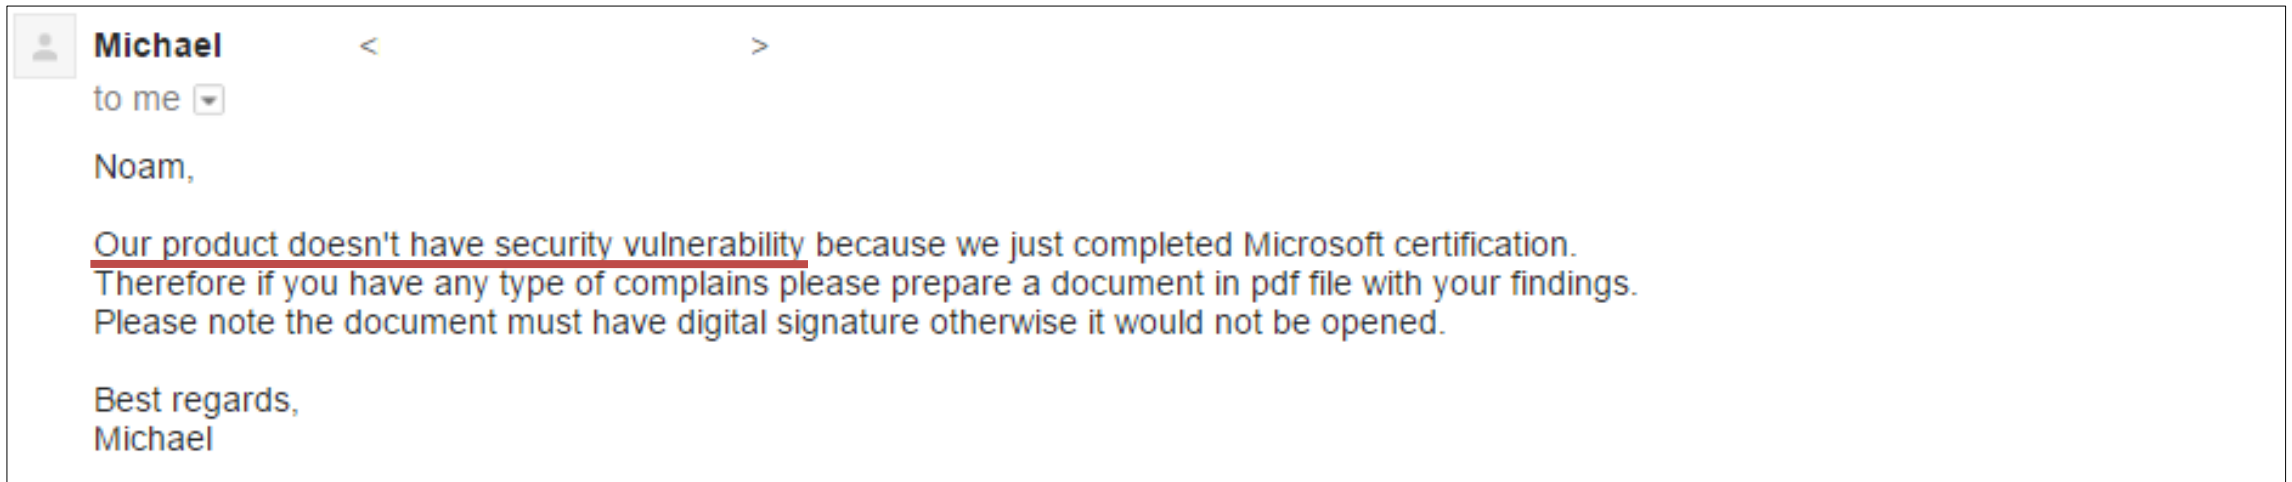 Michael < >
to me
Noam,
Our product doesn't have security vulnerability because we just completed Microsoft certification.
Therefore if you have any type of complains please prepare a document in pdf file with your findings.
Please note the document must have digital signature otherwise it would not be opened.
Best regards,
Michael